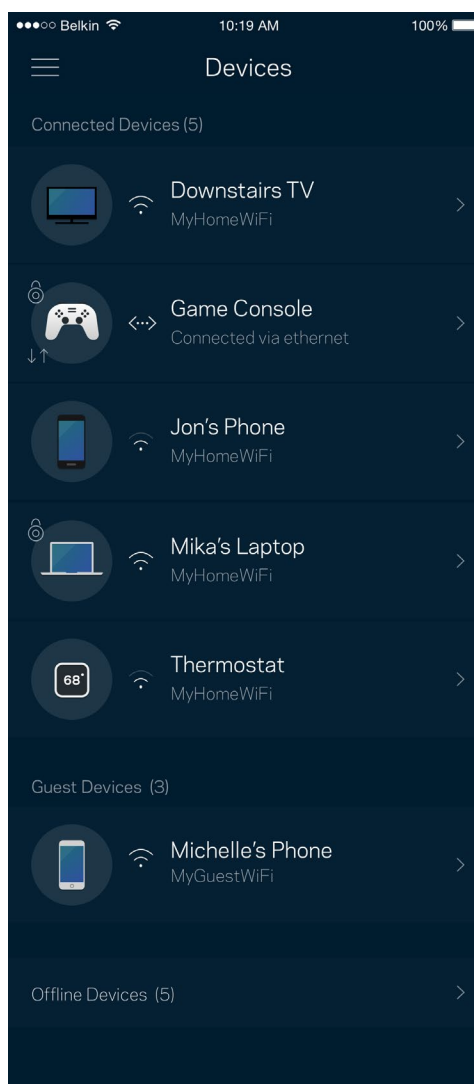 Belkin 10:19 AM 100%
Devices
Connected Devices (5)
Downstairs TV
MyHomeWiFi
Game Console
Connected via ethernet
Jon's Phone
MyHomeWiFi
Mika's Laptop
MyHomeWiFi
68°
Thermostat
MyHomeWiFi
Guest Devices (3)
Michelle's Phone
MyGuestWiFi
Offline Devices (5)